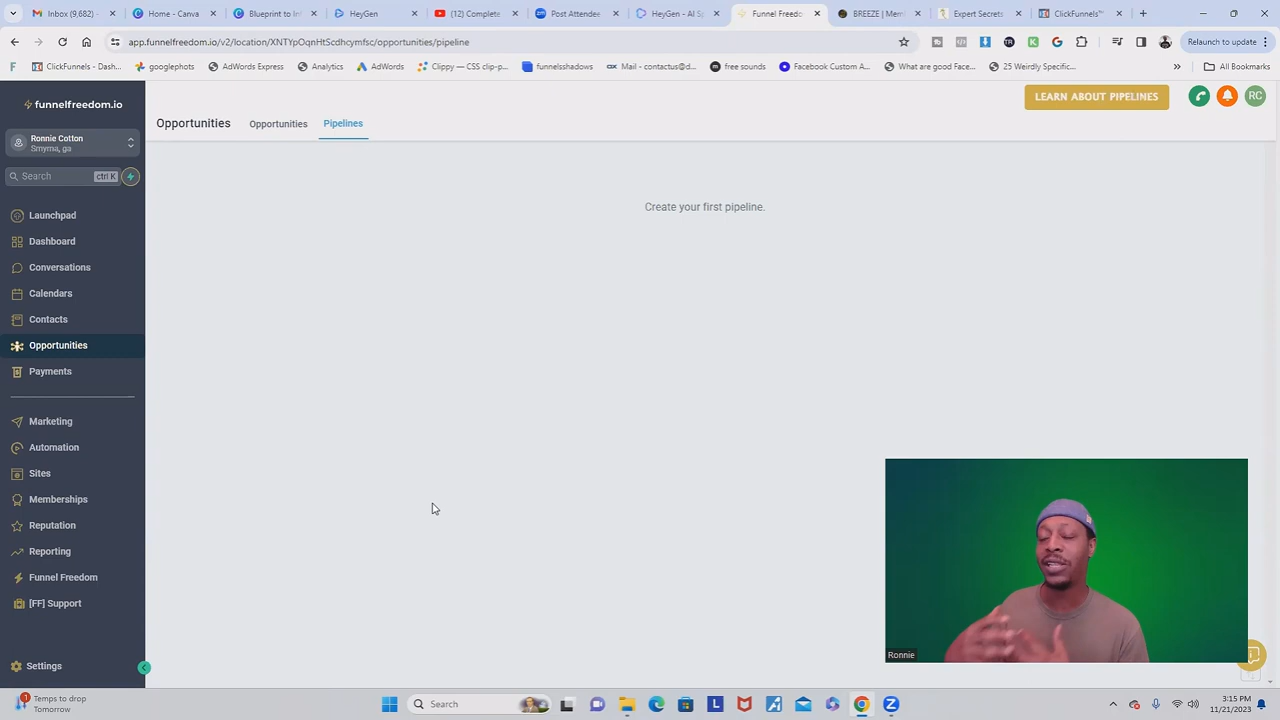 Inbox (9,682) -
Home - Canva
Blueprint to Inf
HeyGen
(12) Complete
Post Attendee
HeyGen - AI Sp
Funnel Freedo
BREEZE | Mem
Expert Secrets
ClickFunnels™
app.funnelfreedom.io/v2/location/XNTYpOqnHtScdhcymfsc/opportunities/pipeline
Relaunch to update
ClickFunnels - Dash...
googlephots
AdWords Express
Analytics
AdWords
Clippy — CSS clip-p...
funnelsshadows
Mail - contactus@d...
free sounds
Facebook Custom A...
What are good Face...
25 Weirdly Specific...
All Bookmarks
funnelfreedom.io
Ronnie Cotton
Smyrna, ga
Search
ctrl K
Launchpad
Dashboard
Conversations
Calendars
Contacts
Opportunities
Payments
Marketing
Automation
Sites
Memberships
Reputation
Reporting
Funnel Freedom
[FF] Support
Settings
Opportunities
Opportunities
Pipelines
LEARN ABOUT PIPELINES
RC
Create your first pipeline.
Ronnie
1
Temps to drop
Tomorrow
Search
3:15 PM
11/21/2023